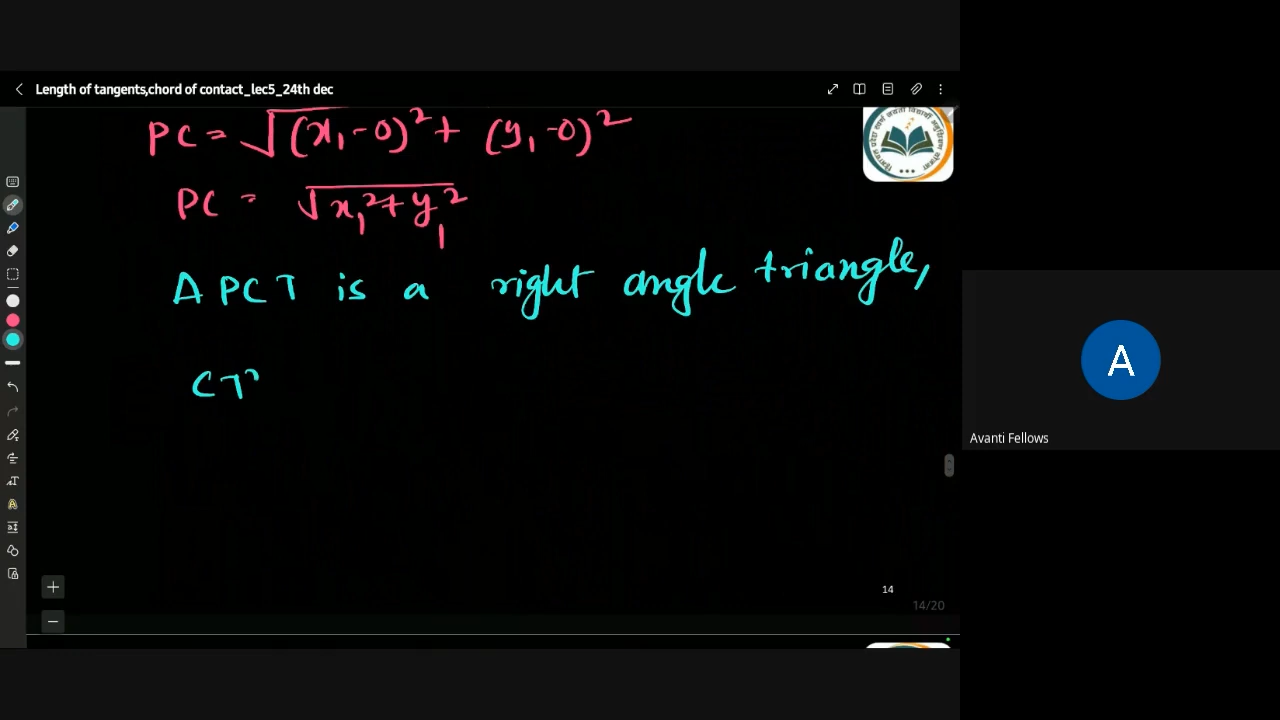 Length of tangents,chord of contact_lec5_24th dec
PC = √(x₁-0)² + (y₁-0)²
PC = √x₁²+y₁²
Δ PCT is a right angle triangle,
CT
A
Avanti Fellows
14
14/20